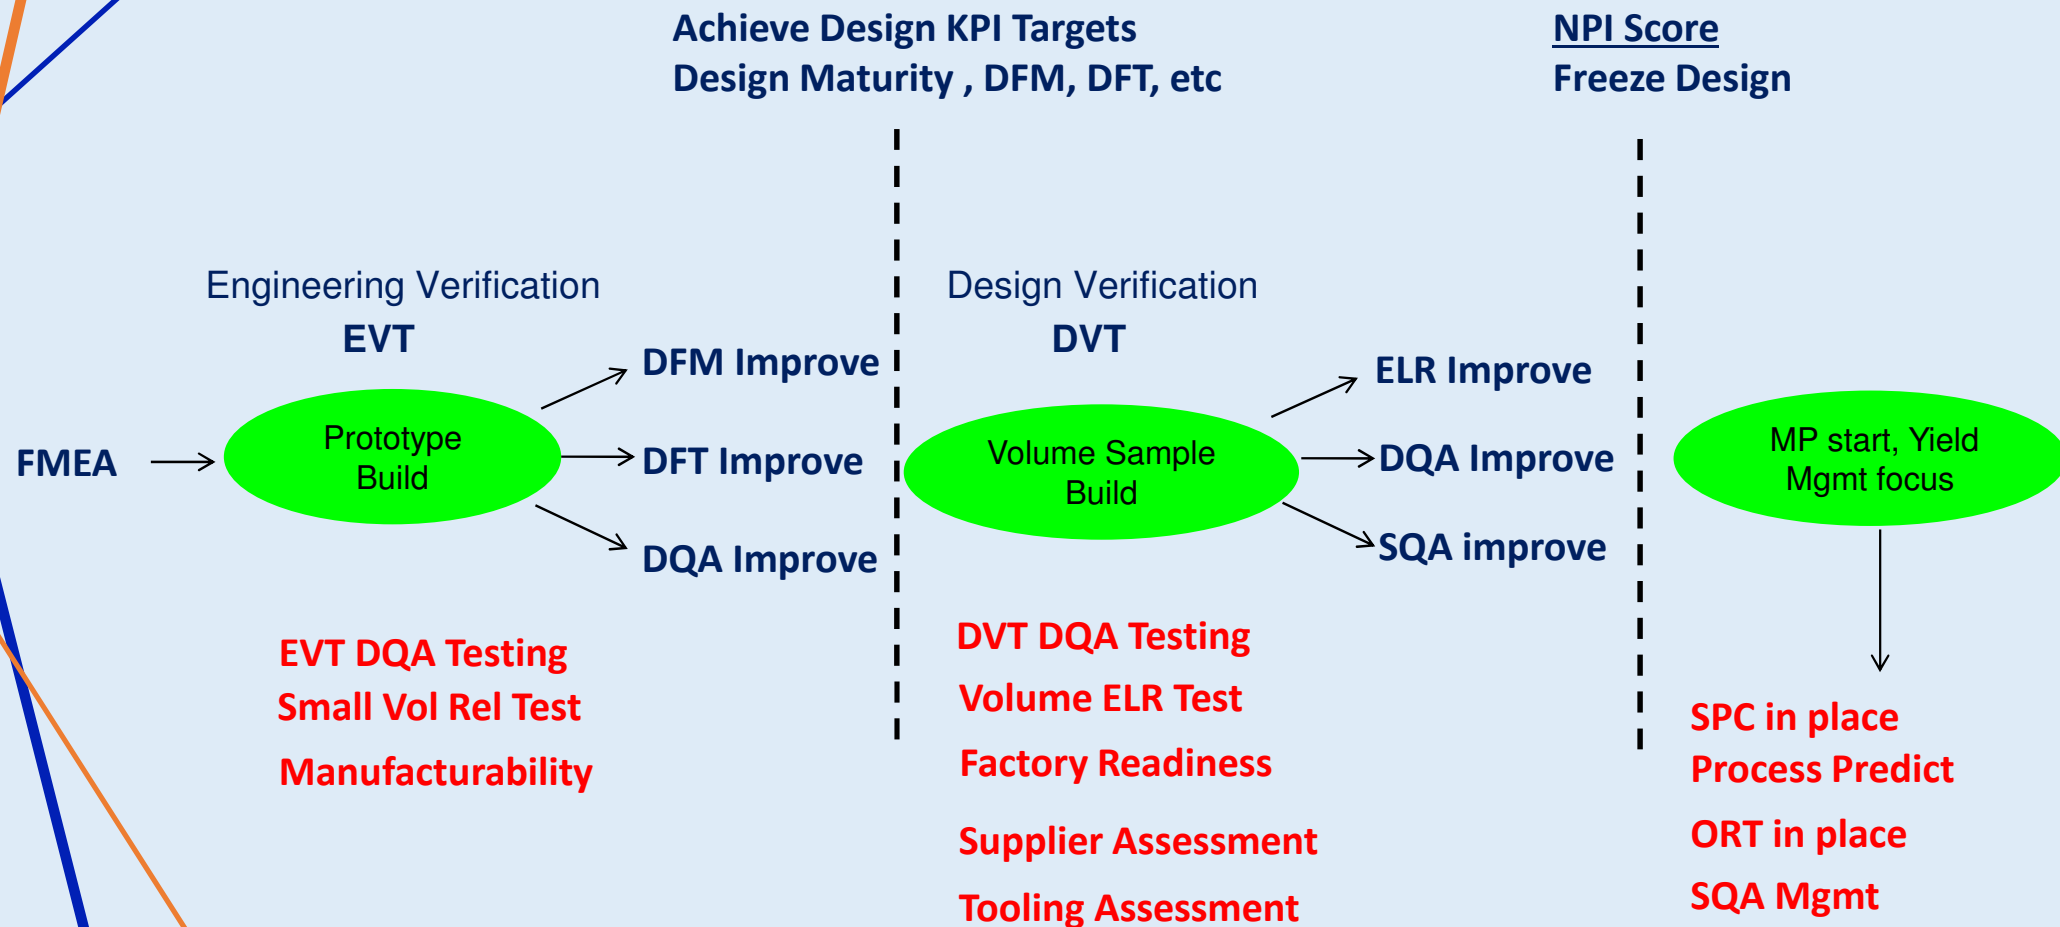 Achieve Design KPI Targets
Design Maturity , DFM, DFT, etc
NPI Score
Freeze Design
Engineering Verification
EVT
Design Verification
DVT
FMEA
Prototype
Build
DFM Improve
DFT Improve
DQA Improve
Volume Sample
Build
ELR Improve
DQA Improve
SQA improve
MP start, Yield
Mgmt focus
EVT DQA Testing
Small Vol Rel Test
Manufacturability
DVT DQA Testing
Volume ELR Test
Factory Readiness
Supplier Assessment
Tooling Assessment
SPC in place
Process Predict
ORT in place
SQA Mgmt